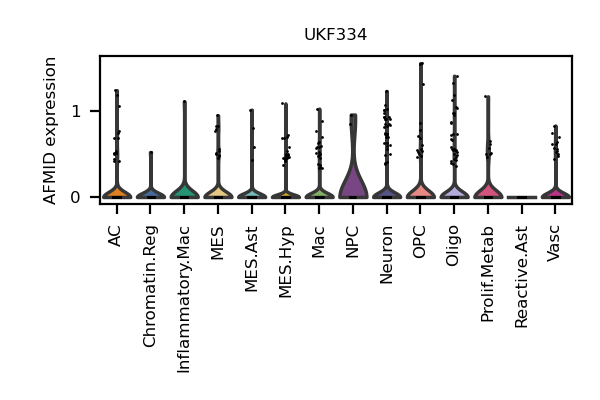 UKF334
AFMID expression
1
0
AC
Chromatin.Reg
Inflammatory.Mac
MES
MES.Ast
MES.Hyp
Mac
NPC
Neuron
OPC
Oligo
Prolif.Metab
Reactive.Ast
Vasc